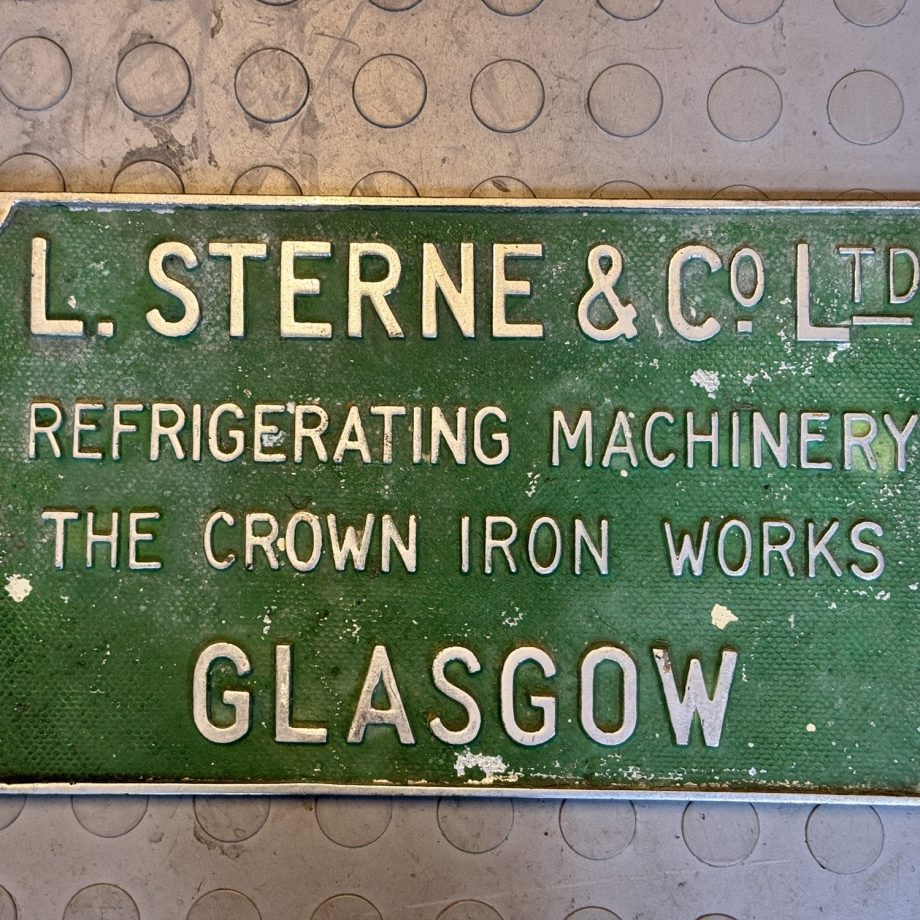 L. STERNE & Cº. LTD
REFRIGERATING MACHINERY
THE CROWN IRON WORKS
GLASGOW